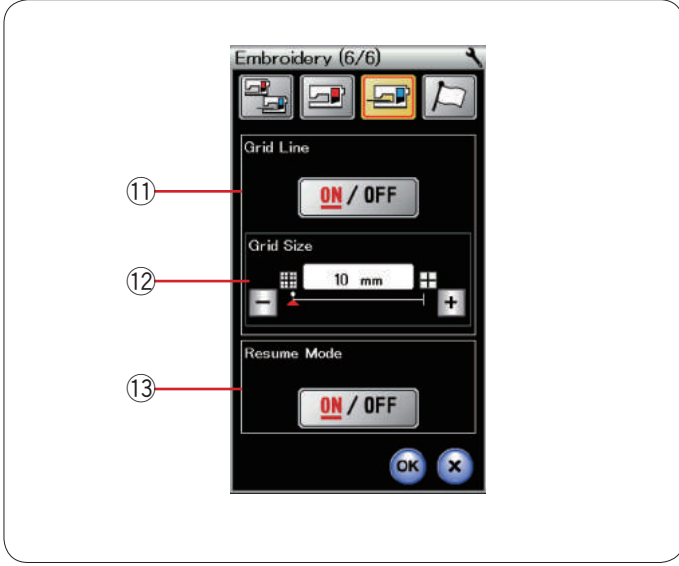 Embroidery (6/6)
Grid Line
⑪
ON / OFF
Grid Size
⑫
10 mm
− +
Resume Mode
⑬
ON / OFF
OK X